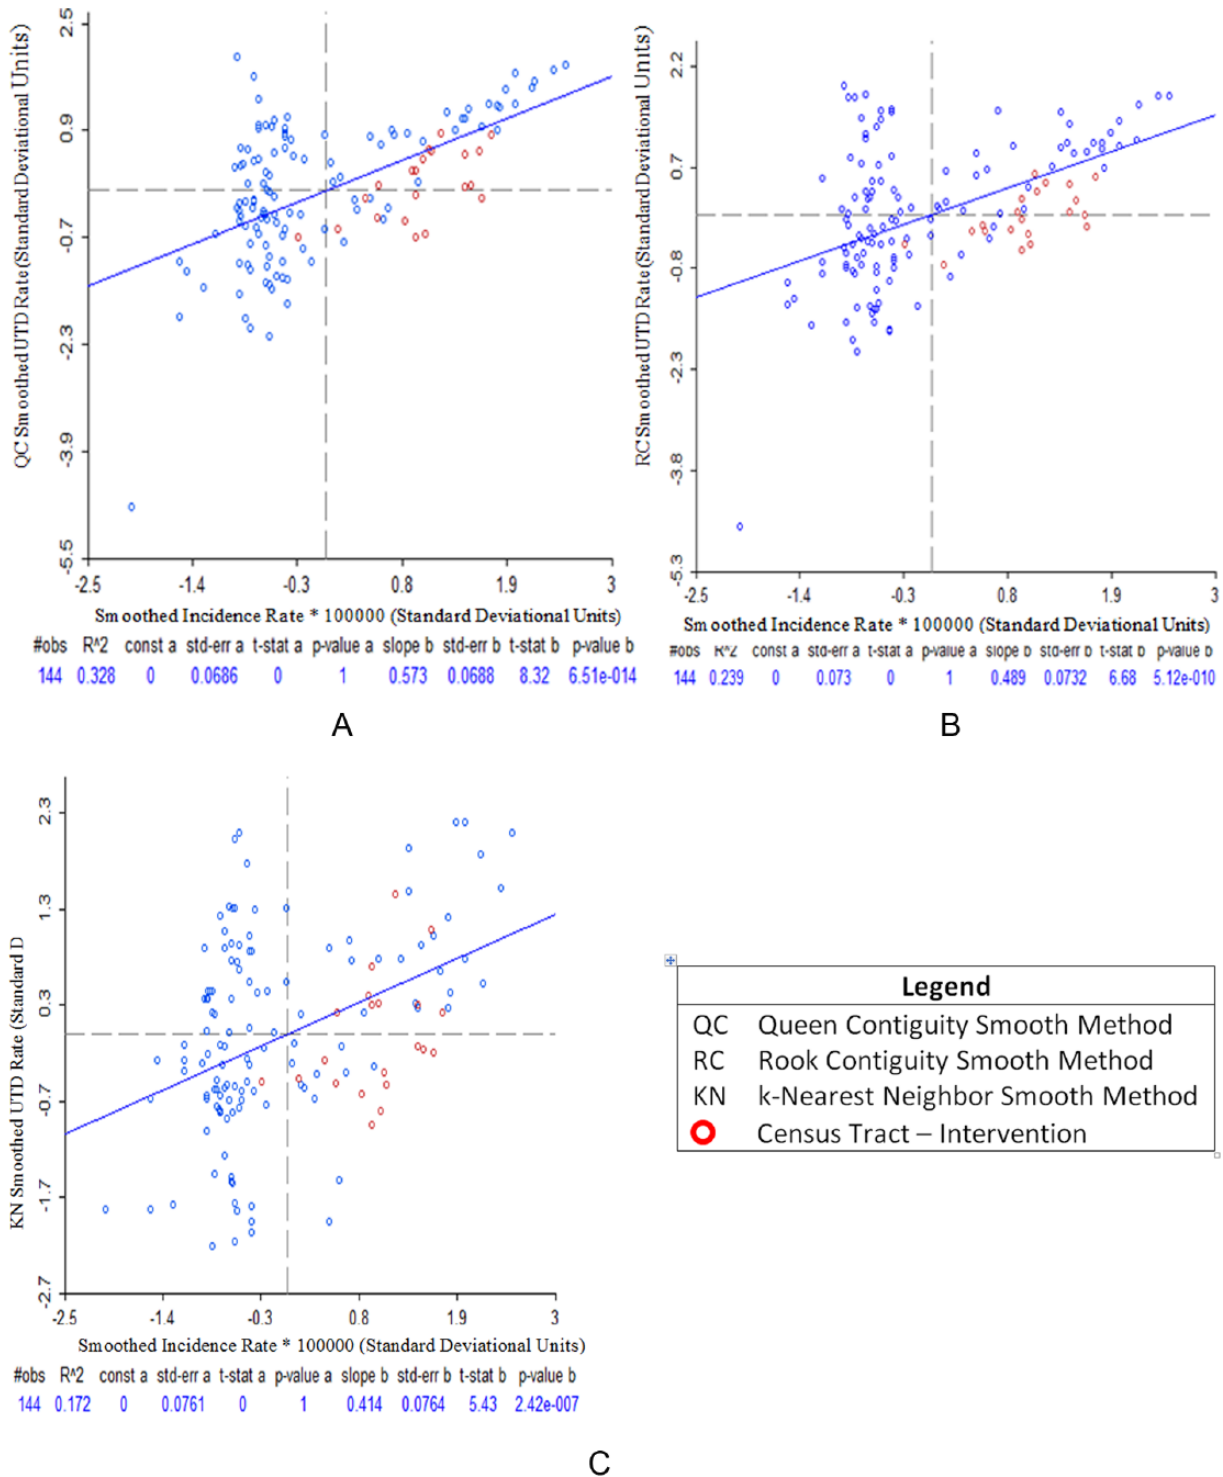 QC Smoothed UTD Rate (Standard Deviational Units)
2.5
0.9
-0.7
-2.3
-3.9
-5.5
-2.5 -1.4 -0.3 0.8 1.9 3
Smoothed Incidence Rate * 100000 (Standard Deviational Units)
#obs R^2 const a std-err a t-stat a p-value a slope b std-err b t-stat b p-value b
144 0.328 0 0.0686 0 1 0.573 0.0688 8.32 6.51e-014
A
RC Smoothed UTD Rate (Standard Deviational Units)
2.2
0.7
-0.8
-2.3
-3.8
-5.3
-2.5 -1.4 -0.3 0.8 1.9 3
Smoothed Incidence Rate * 100000 (Standard Deviational Units)
#obs R^2 const a std-err a t-stat a p-value a slope b std-err b t-stat b p-value b
144 0.239 0 0.073 0 1 0.489 0.0732 6.68 5.12e-010
B
KN Smoothed UTD Rate (Standard D
2.3
1.3
0.3
-0.7
-1.7
-2.7
-2.5 -1.4 -0.3 0.8 1.9 3
Smoothed Incidence Rate * 100000 (Standard Deviational Units)
#obs R^2 const a std-err a t-stat a p-value a slope b std-err b t-stat b p-value b
144 0.172 0 0.0761 0 1 0.414 0.0764 5.43 2.42e-007
C
Legend
QC Queen Contiguity Smooth Method
RC Rook Contiguity Smooth Method
KN k-Nearest Neighbor Smooth Method
Census Tract – Intervention